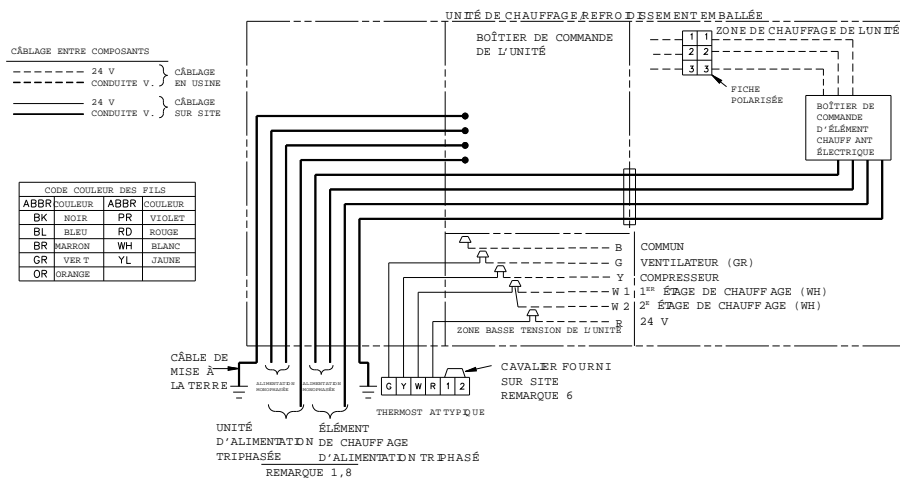 UNITÉ DE CHAUFFAGE/REFROIDISSEMENT EMBALLÉE
BOÎTIER DE COMMANDE
DE L'UNITÉ
ZONE DE CHAUFFAGE DE L'UNITÉ
1 1
2 2
3 3
FICHE
POLARISÉE
BOÎTIER DE
COMMANDE
D'ÉLÉMENT
CHAUFFANT
ÉLECTRIQUE
CÂBLAGE ENTRE COMPOSANTS
24 V
CONDUITE V.
CÂBLAGE
EN USINE
24 V
CONDUITE V.
CÂBLAGE
SUR SITE
CODE COULEUR DES FILS
ABBR COULEUR ABBR COULEUR
BK NOIR PR VIOLET
BL BLEU RD ROUGE
BR MARRON WH BLANC
GR VERT YL JAUNE
OR ORANGE
B COMMUN
G VENTILATEUR (GR)
Y COMPRESSEUR
W 1 1ER ÉTAGE DE CHAUFFAGE (WH)
W 2 2E ÉTAGE DE CHAUFFAGE (WH)
R 24 V
ZONE BASSE TENSION DE L'UNITÉ
CÂBLE DE
MISE À
LA TERRE
ALIMENTATION
MONOPHASÉE
ALIMENTATION
MONOPHASÉE
G Y W R 1 2
CAVALIER FOURNI
SUR SITE
REMARQUE 6
THERMOSTAT TYPIQUE
UNITÉ
D'ALIMENTATION
TRIPHASÉE
ÉLÉMENT
DE CHAUFFAGE
D'ALIMENTATION TRIPHASÉ
REMARQUE 1,8